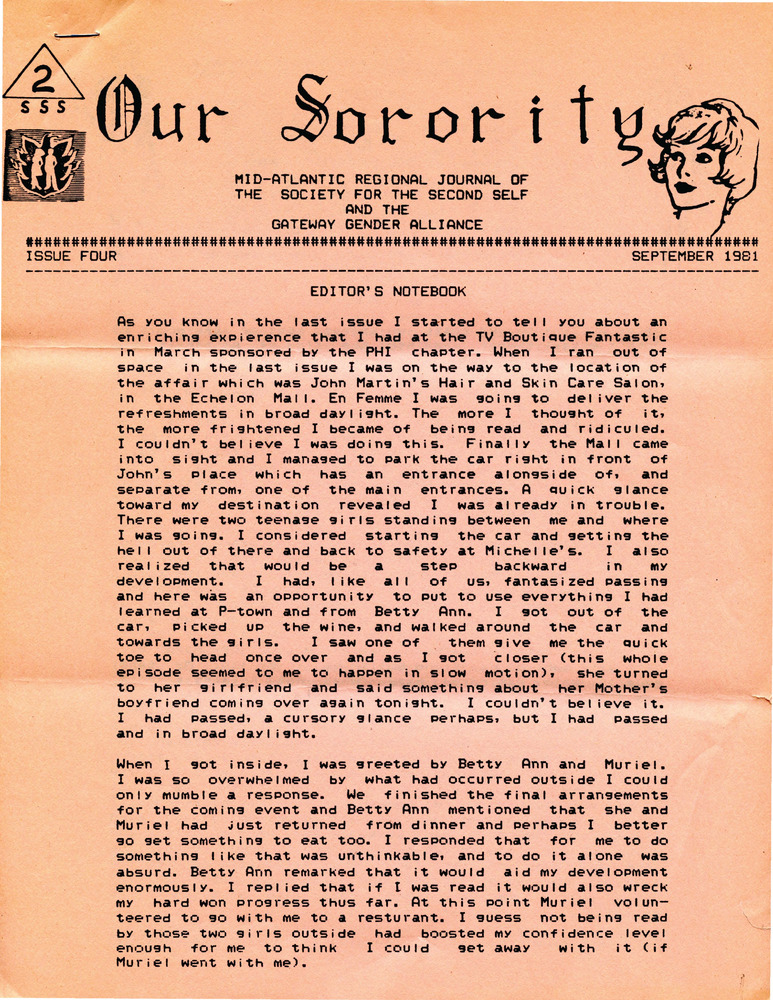 2
SSS
Our Sorority
MID-ATLANTIC REGIONAL JOURNAL OF
THE SOCIETY FOR THE SECOND SELF
AND THE
GATEWAY GENDER ALLIANCE
################################################################################
ISSUE FOUR SEPTEMBER 1981
--------------------------------------------------------------------------------
EDITOR'S NOTEBOOK
As you know in the last issue I started to tell you about an
enriching expierence that I had at the TV Boutique Fantastic
in March sponsored by the PHI chapter. When I ran out of
space in the last issue I was on the way to the location of
the affair which was John Martin's Hair and Skin Care Salon,
in the Echelon Mall. En Femme I was going to deliver the
refreshments in broad daylight. The more I thought of it,
the more frightened I became of being read and ridiculed.
I couldn't believe I was doing this. Finally the Mall came
into sight and I managed to park the car right in front of
John's place which has an entrance alongside of, and
separate from, one of the main entrances. A quick glance
toward my destination revealed I was already in trouble.
There were two teenage girls standing between me and where
I was going. I considered starting the car and getting the
hell out of there and back to safety at Michelle's. I also
realized that would be a step backward in my
development. I had, like all of us, fantasized passing
and here was an opportunity to put to use everything I had
learned at P-town and from Betty Ann. I got out of the
car, picked up the wine, and walked around the car and
towards the girls. I saw one of them give me the quick
toe to head once over and as I got closer (this whole
episode seemed to me to happen in slow motion), she turned
to her girlfriend and said something about her Mother's
boyfriend coming over again tonight. I couldn't believe it.
I had passed, a cursory glance perhaps, but I had passed
and in broad daylight.
When I got inside, I was greeted by Betty Ann and Muriel.
I was so overwhelmed by what had occurred outside I could
only mumble a response. We finished the final arrangements
for the coming event and Betty Ann mentioned that she and
Muriel had just returned from dinner and perhaps I better
go get something to eat too. I responded that for me to do
something like that was unthinkable, and to do it alone was
absurd. Betty Ann remarked that it would aid my development
enormously. I replied that if I was read it would also wreck
my hard won progress thus far. At this point Muriel volun-
teered to go with me to a resturant. I guess not being read
by those two girls outside had boosted my confidence level
enough for me to think I could get away with it (if
Muriel went with me).